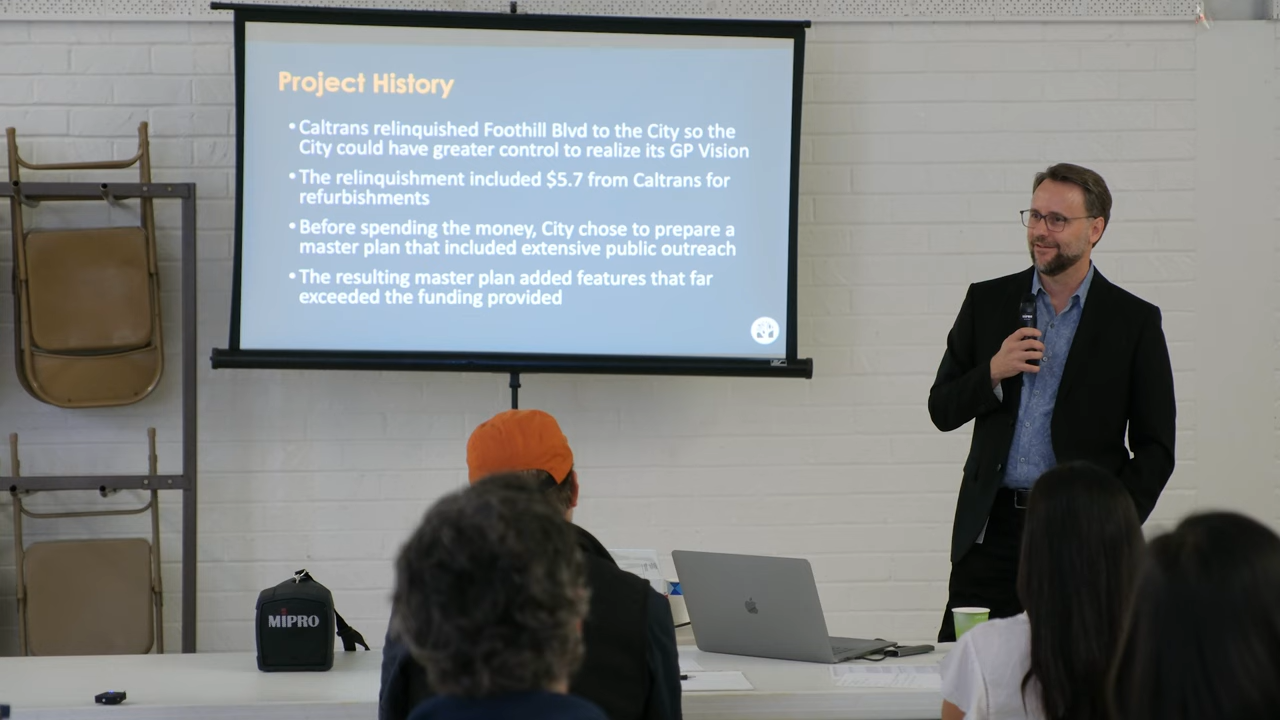 Project History
• Caltrans relinquished Foothill Blvd to the City so the
City could have greater control to realize its GP Vision
• The relinquishment included $5.7 from Caltrans for
refurbishments
• Before spending the money, City chose to prepare a
master plan that included extensive public outreach
• The resulting master plan added features that far
exceeded the funding provided
MIPRO